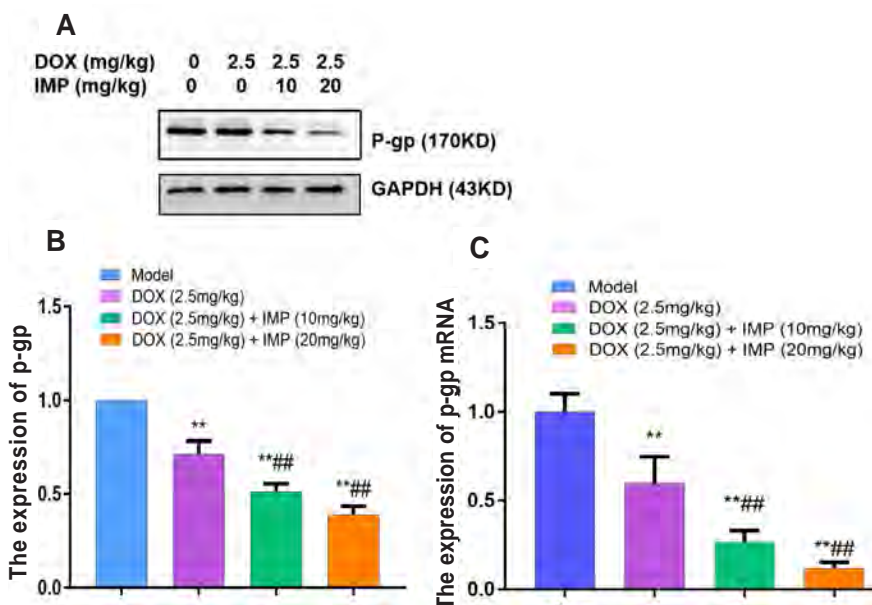 A
DOX (mg/kg) 0 2.5 2.5 2.5
IMP (mg/kg) 0 0 10 20
P-gp (170KD)
GAPDH (43KD)
B
Model
DOX (2.5mg/kg)
DOX (2.5mg/kg) + IMP (10mg/kg)
DOX (2.5mg/kg) + IMP (20mg/kg)
The expression of p-gp
1.5
1.0
0.5
0.0
**
**##
**##
C
Model
DOX (2.5mg/kg)
DOX (2.5mg/kg) + IMP (10mg/kg)
DOX (2.5mg/kg) + IMP (20mg/kg)
The expression of p-gp mRNA
1.5
1.0
0.5
0.0
**
**##
**##